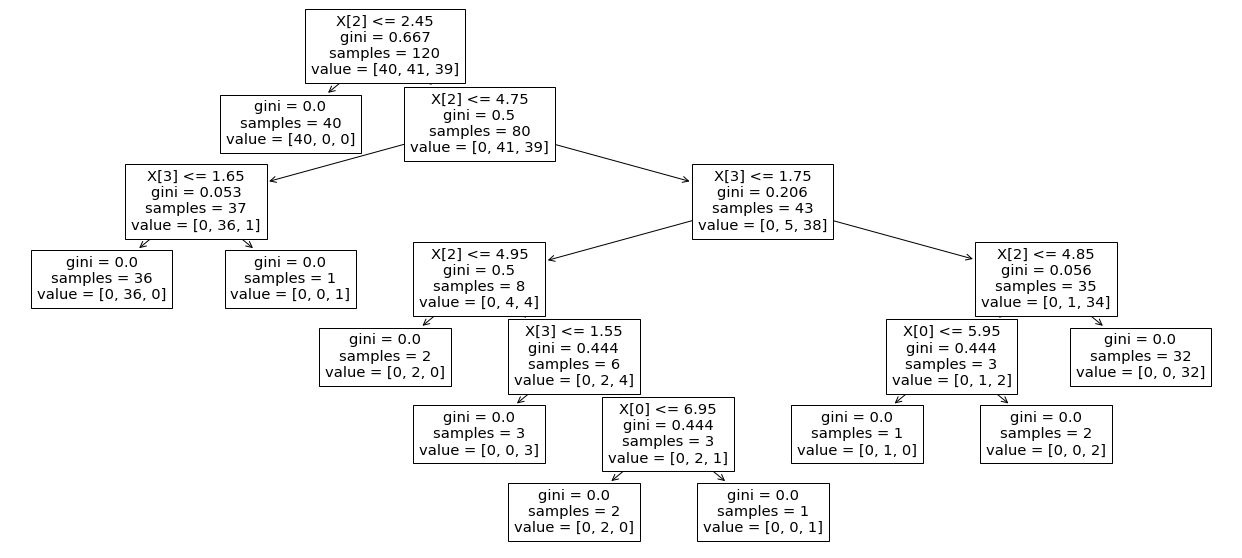 X[2] <= 2.45
gini = 0.667
samples = 120
value = [40, 41, 39]
gini = 0.0
samples = 40
value = [40, 0, 0]
X[2] <= 4.75
gini = 0.5
samples = 80
value = [0, 41, 39]
X[3] <= 1.65
gini = 0.053
samples = 37
value = [0, 36, 1]
X[3] <= 1.75
gini = 0.206
samples = 43
value = [0, 5, 38]
gini = 0.0
samples = 36
value = [0, 36, 0]
gini = 0.0
samples = 1
value = [0, 0, 1]
X[2] <= 4.95
gini = 0.5
samples = 8
value = [0, 4, 4]
X[2] <= 4.85
gini = 0.056
samples = 35
value = [0, 1, 34]
gini = 0.0
samples = 2
value = [0, 2, 0]
X[3] <= 1.55
gini = 0.444
samples = 6
value = [0, 2, 4]
X[0] <= 5.95
gini = 0.444
samples = 3
value = [0, 1, 2]
gini = 0.0
samples = 32
value = [0, 0, 32]
gini = 0.0
samples = 3
value = [0, 0, 3]
X[0] <= 6.95
gini = 0.444
samples = 3
value = [0, 2, 1]
gini = 0.0
samples = 1
value = [0, 1, 0]
gini = 0.0
samples = 2
value = [0, 0, 2]
gini = 0.0
samples = 2
value = [0, 2, 0]
gini = 0.0
samples = 1
value = [0, 0, 1]